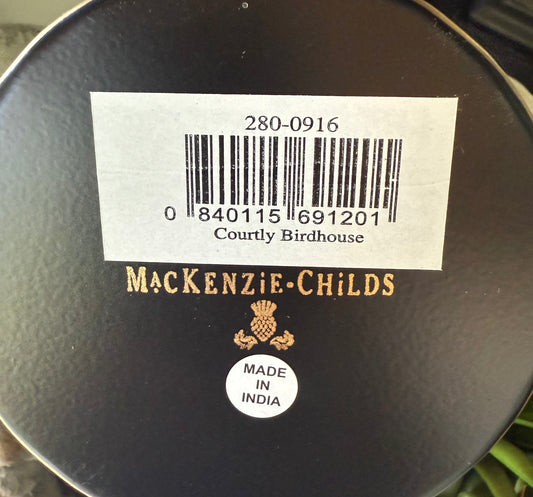 280-0916
0 840115 691201
Courtly Birdhouse
MACKENZiE·CHiLDS
MADE
IN
INDIA